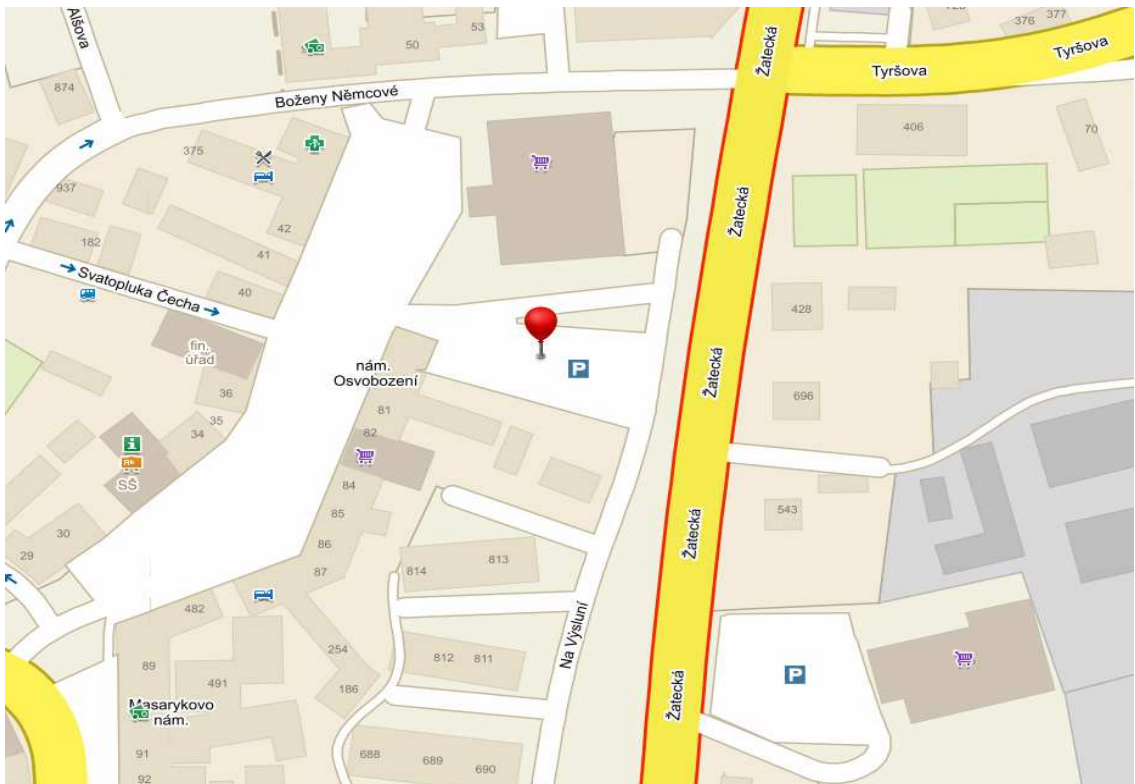 Alšova
50
53
376
377
Žatecká
Tyršova
Tyršova
874
Boženy Němcové
406
70
375
937
42
Žatecká
182
41
40
Svatopluka Čecha
428
fin.
úřad
nám.
Osvobození
P
Žatecká
36
81
696
35
34
82
i
SŠ
84
85
543
30
29
86
Žatecká
813
814
87
482
Na Výsluní
254
812
811
89
491
186
P
Masarykovo
nám.
Žatecká
91
688
689
690
92